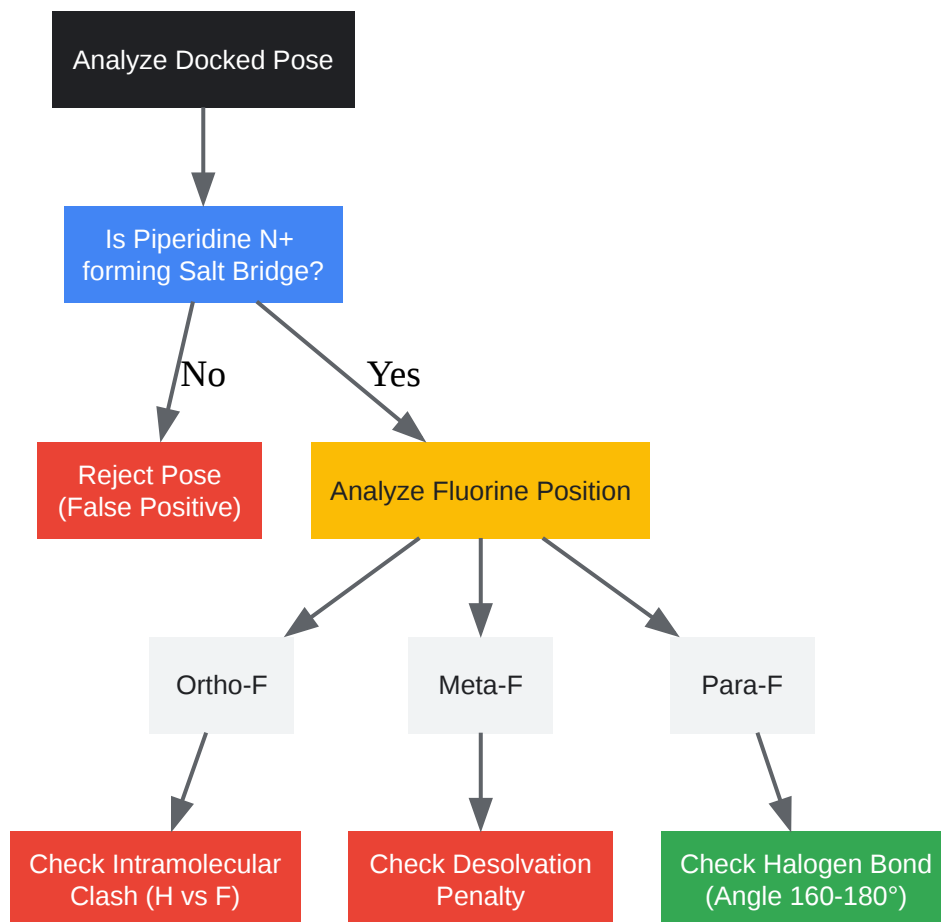 Analyze Docked Pose
Is Piperidine N+
forming Salt Bridge?
No
Yes
Reject Pose
(False Positive)
Analyze Fluorine Position
Ortho-F
Meta-F
Para-F
Check Intramolecular
Clash (H vs F)
Check Desolvation
Penalty
Check Halogen Bond
(Angle 160-180°)